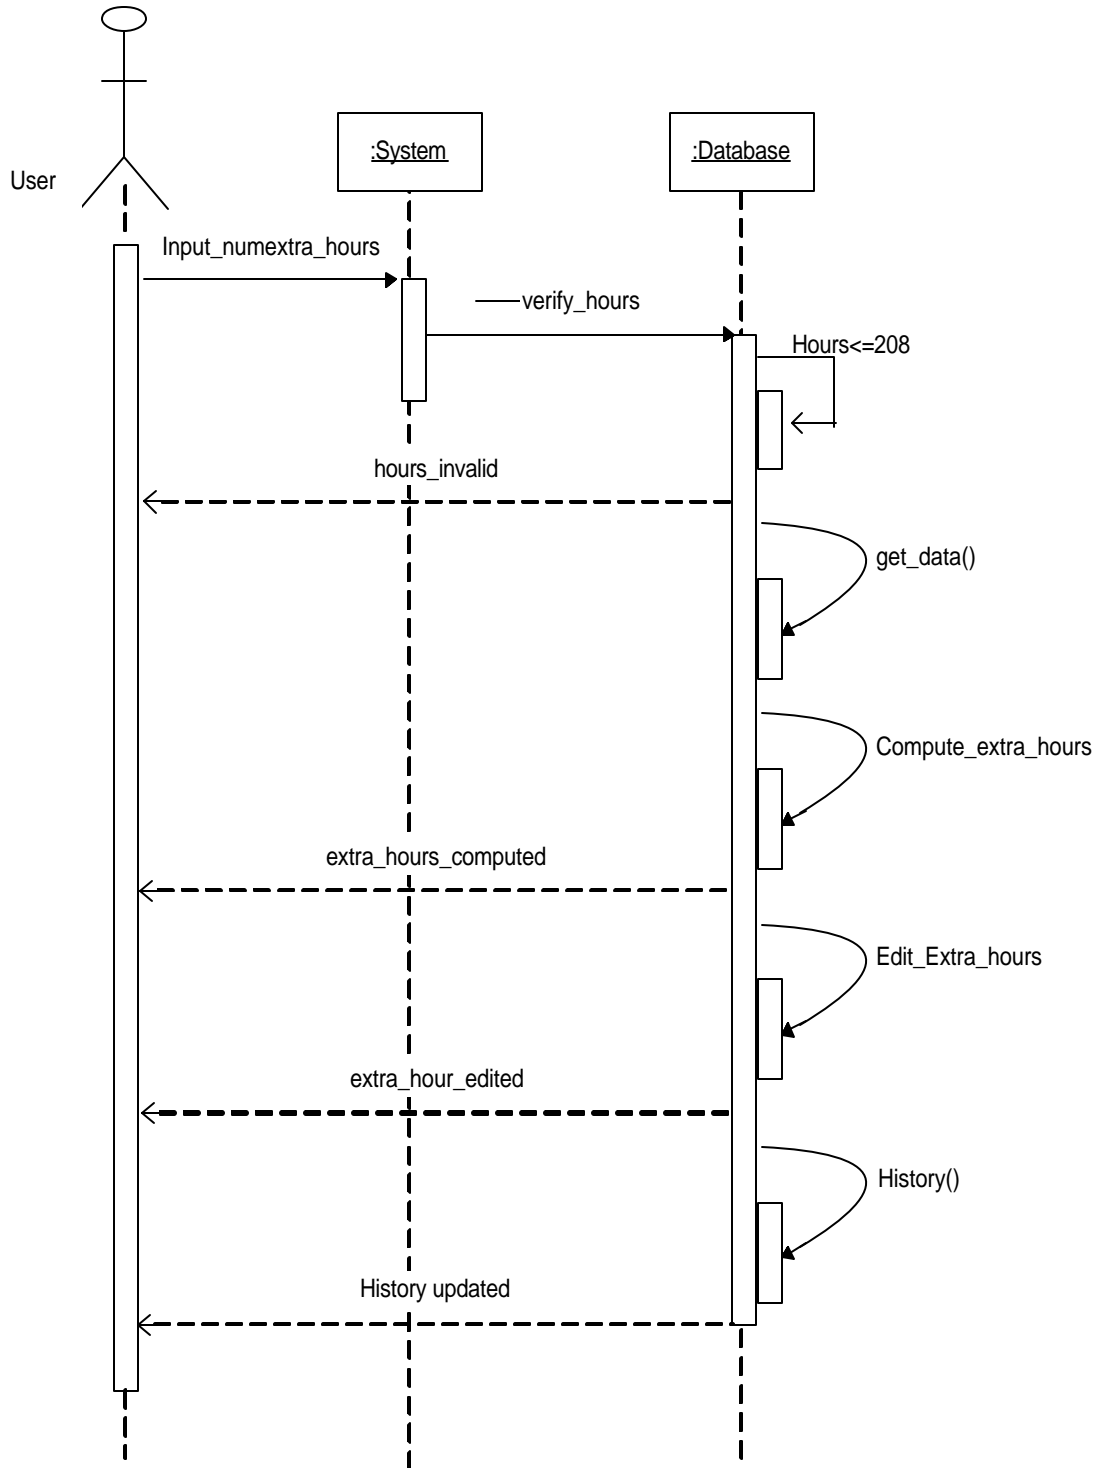 :System
:Database
User
Input_numextra_hours
verify_hours
Hours<=208
hours_invalid
get_data()
Compute_extra_hours
extra_hours_computed
Edit_Extra_hours
extra_hour_edited
History()
History updated